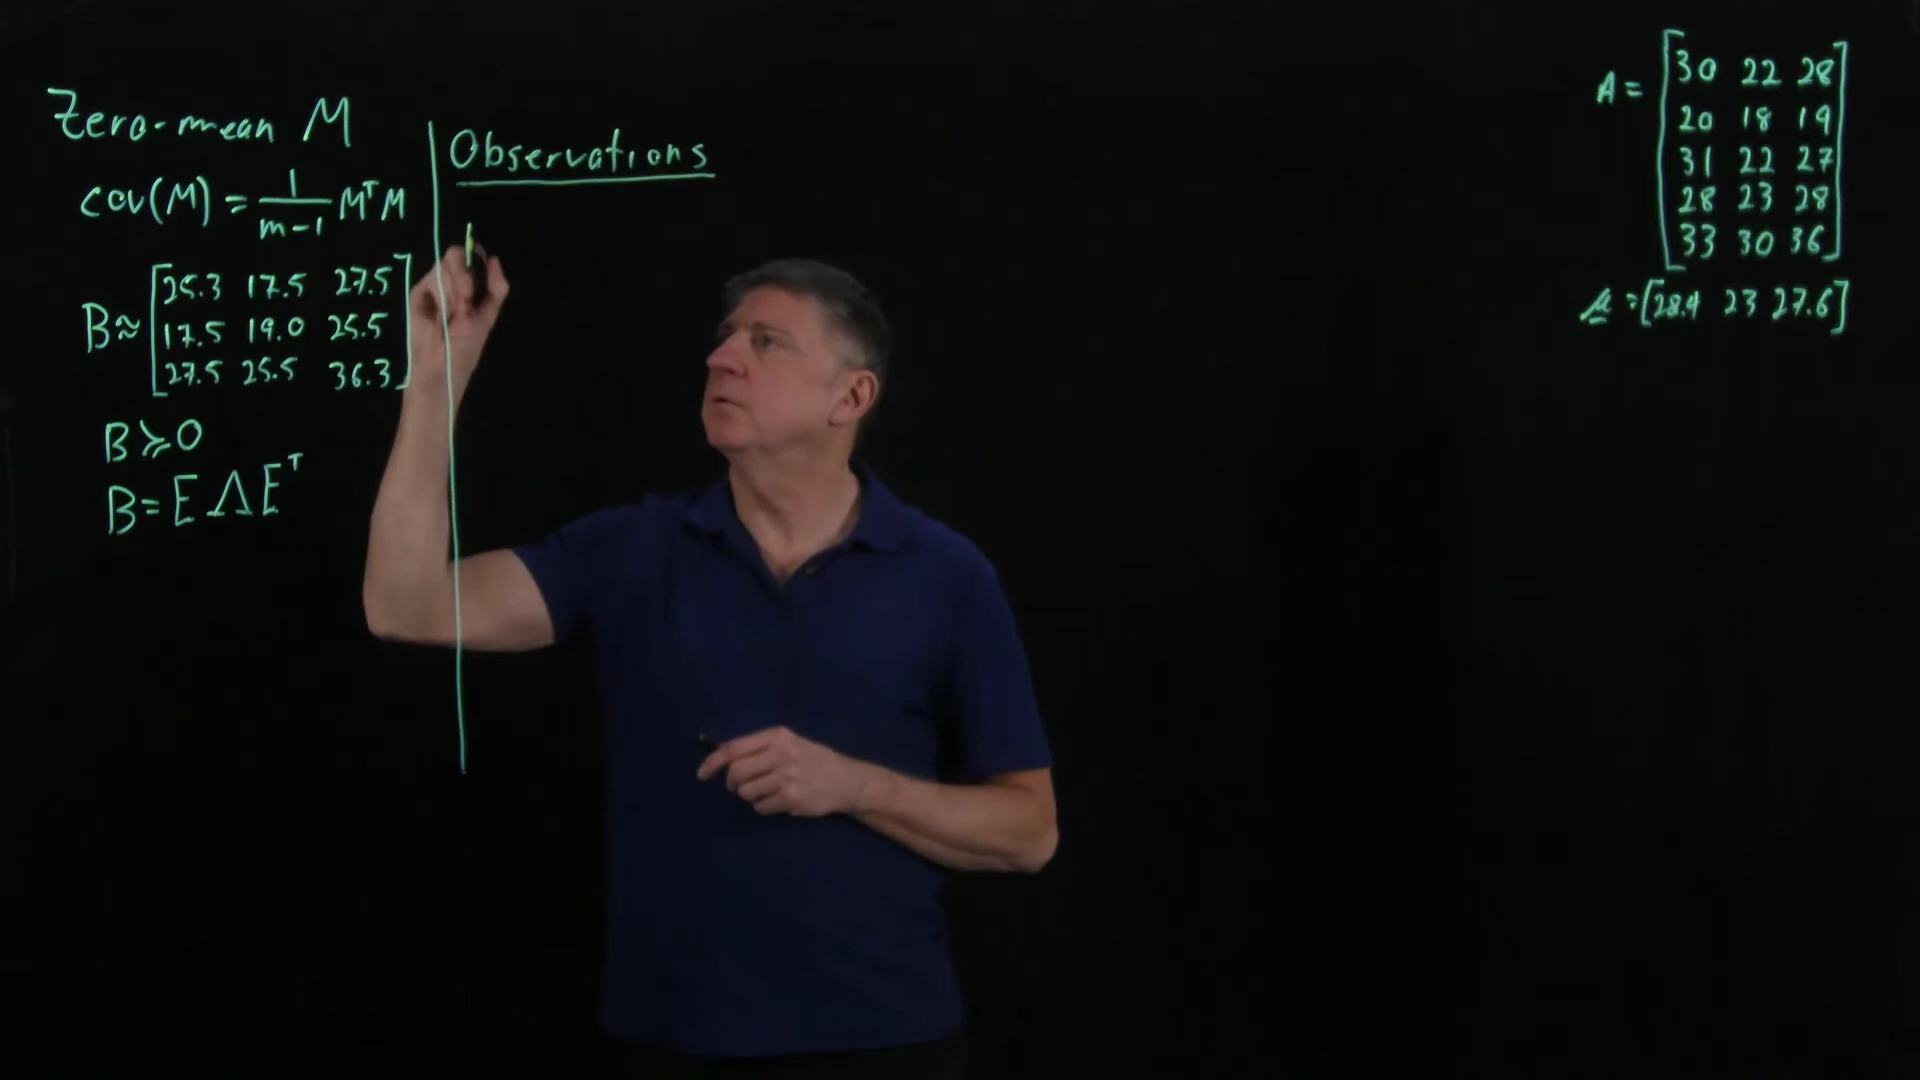 Zero-mean M
cov(M) = 1/(m-1) MᵀM
B ≈ [25.3 17.5 27.5
17.5 19.0 25.5
27.5 25.5 36.3]
B ≽ 0
B = E Λ Eᵀ
Observations
A = [30 22 28
20 18 19
31 22 27
28 23 28
33 30 36]
μ = [28.4 23 27.6]